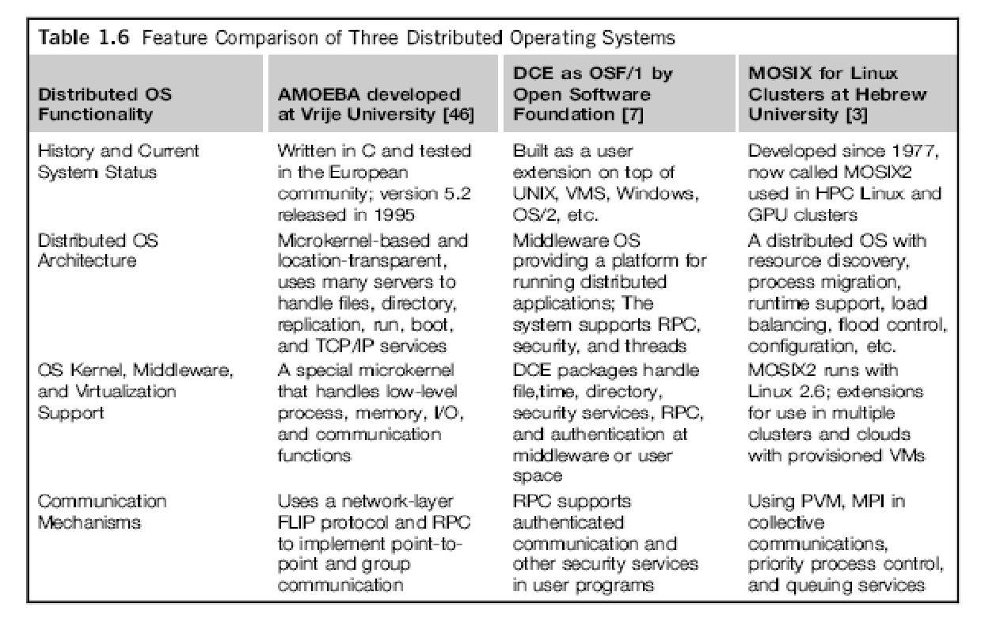 Table 1.6 Feature Comparison of Three Distributed Operating Systems
Distributed OS
Functionality
AMOEBA developed
at Vrije University [46]
DCE as OSF/1 by
Open Software
Foundation [7]
MOSIX for Linux
Clusters at Hebrew
University [3]
History and Current
System Status
Written in C and tested
in the European
community; version 5.2
released in 1995
Built as a user
extension on top of
UNIX, VMS, Windows,
OS/2, etc.
Developed since 1977,
now called MOSIX2
used in HPC Linux and
GPU clusters
Distributed OS
Architecture
Microkernel-based and
location-transparent,
uses many servers to
handle files, directory,
replication, run, boot,
and TCP/IP services
Middleware OS
providing a platform for
running distributed
applications; The
system supports RPC,
security, and threads
A distributed OS with
resource discovery,
process migration,
runtime support, load
balancing, flood control,
configuration, etc.
OS Kernel, Middleware,
and Virtualization
Support
A special microkernel
that handles low-level
process, memory, I/O,
and communication
functions
DCE packages handle
file,time, directory,
security services, RPC,
and authentication at
middleware or user
space
MOSIX2 runs with
Linux 2.6; extensions
for use in multiple
clusters and clouds
with provisioned VMs
Communication
Mechanisms
Uses a network-layer
FLIP protocol and RPC
to implement point-to-
point and group
communication
RPC supports
authenticated
communication and
other security services
in user programs
Using PVM, MPI in
collective
communications,
priority process control,
and queuing services